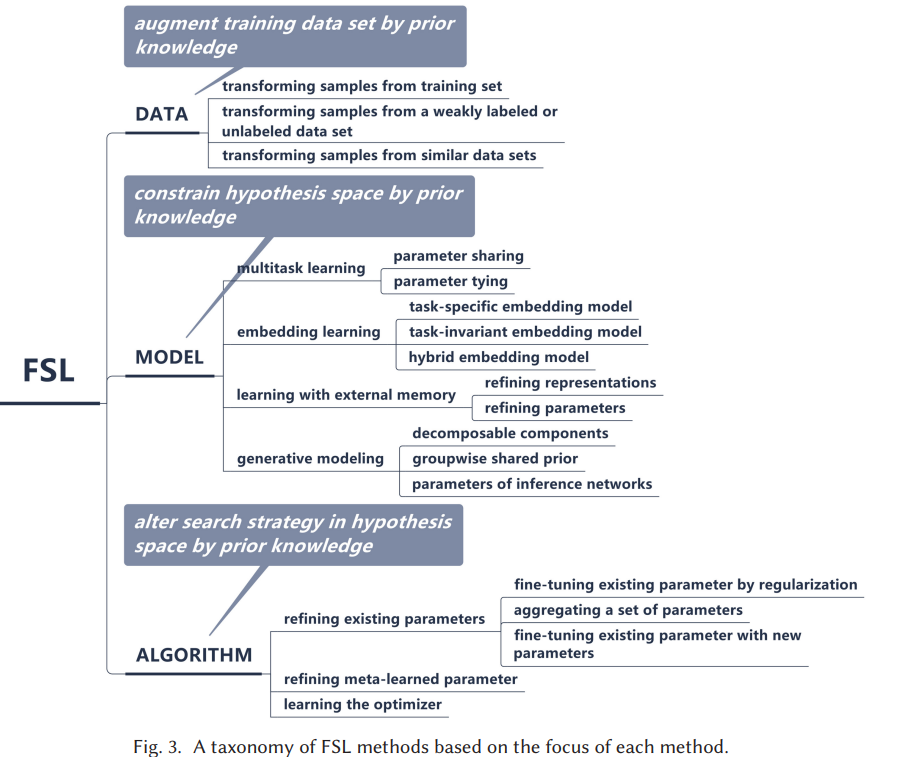 augment training data set by prior
knowledge
transforming samples from training set
DATA
transforming samples from a weakly labeled or
unlabeled data set
transforming samples from similar data sets
constrain hypothesis space by prior
knowledge
parameter sharing
multitask learning
parameter tying
task-specific embedding model
embedding learning
task-invariant embedding model
MODEL
hybrid embedding model
FSL
refining representations
learning with external memory
refining parameters
decomposable components
generative modeling
groupwise shared prior
parameters of inference networks
alter search strategy in hypothesis
space by prior knowledge
fine-tuning existing parameter by regularization
refining existing parameters
aggregating a set of parameters
fine-tuning existing parameter with new
parameters
ALGORITHM
refining meta-learned parameter
learning the optimizer
Fig. 3. A taxonomy of FSL methods based on the focus of each method.